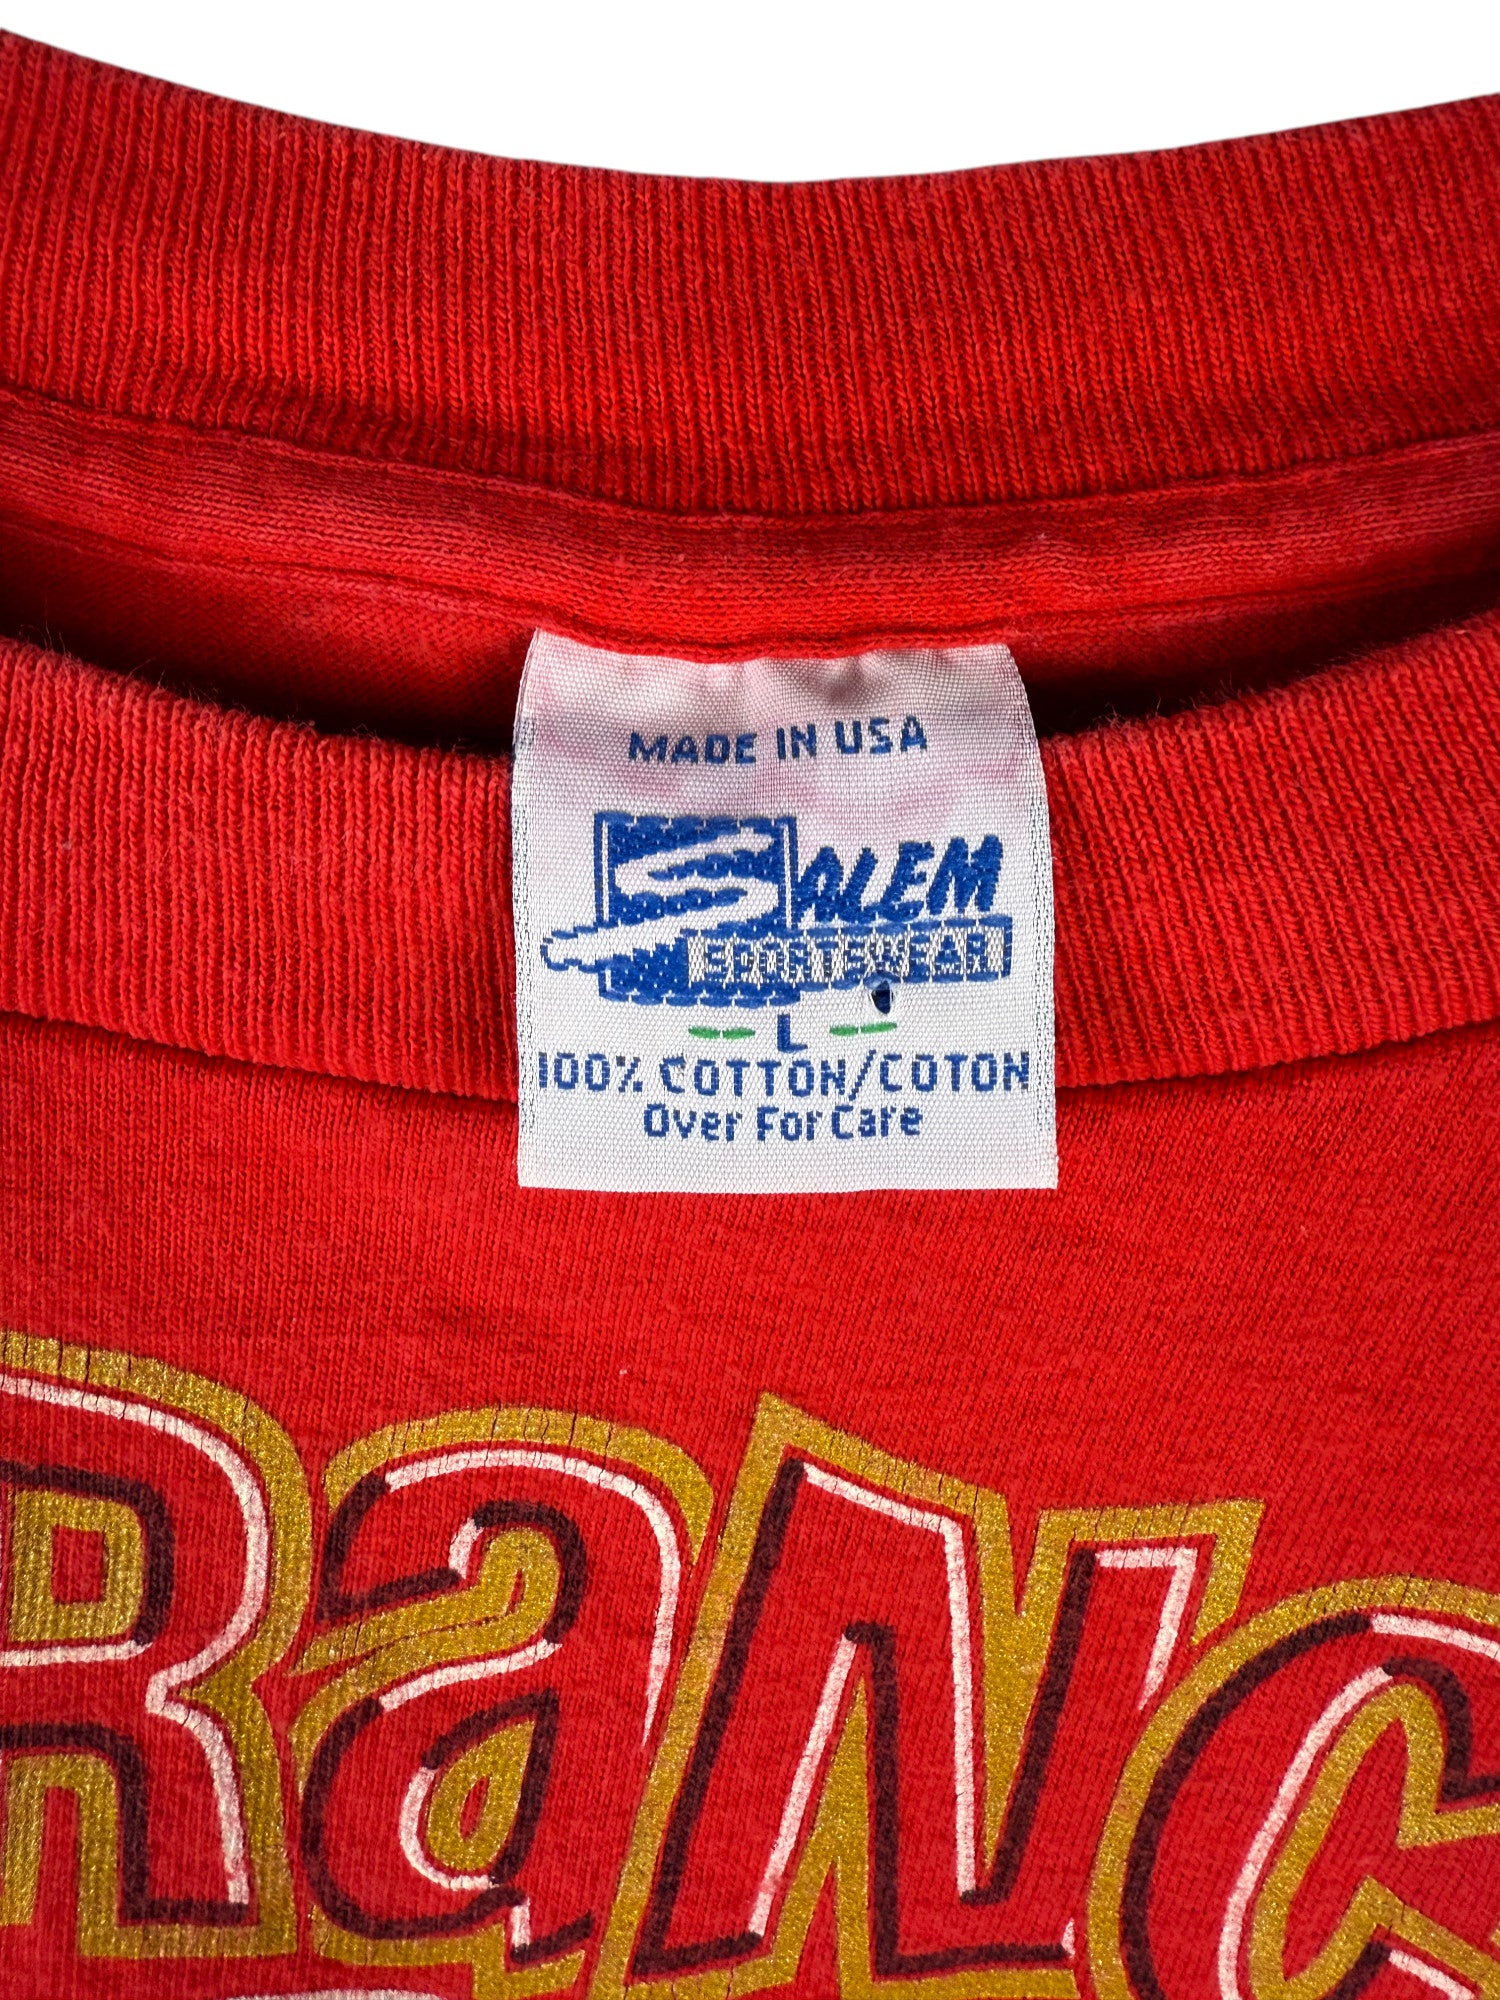 MADE IN USA
SALEM
SPORTSWEAR
L
100% COTTON/COTON
Over For Care
RANC